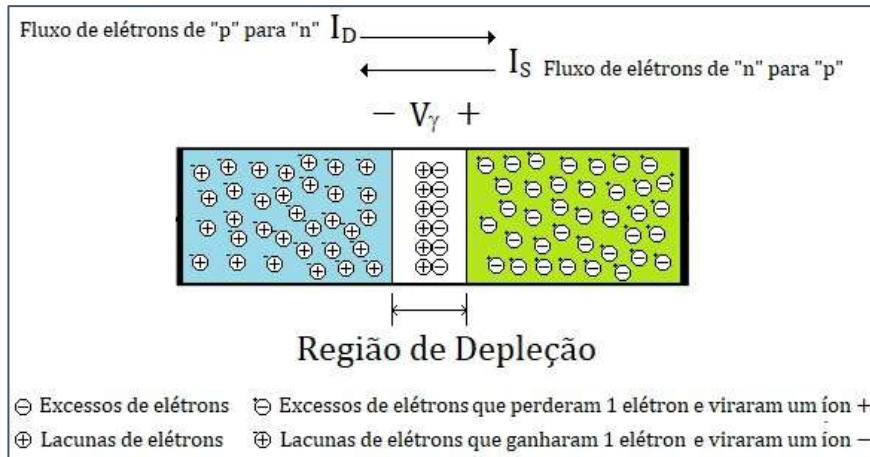 Fluxo de elétrons de "p" para "n" I_D
I_S Fluxo de elétrons de "n" para "p"
− Vγ +
Região de Depleção
⊖ Excessos de elétrons ⊖ Excessos de elétrons que perderam 1 elétron e viraram um íon +
⊕ Lacunas de elétrons ⊕ Lacunas de elétrons que ganharam 1 elétron e viraram um íon −